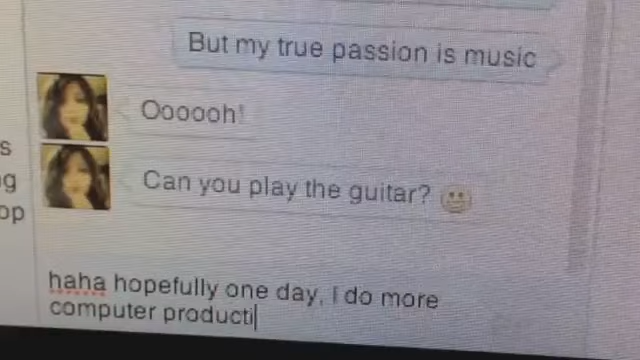 But my true passion is music
Oooooh!
s
Can you play the guitar?
g
op
haha hopefully one day, I do more
computer producti